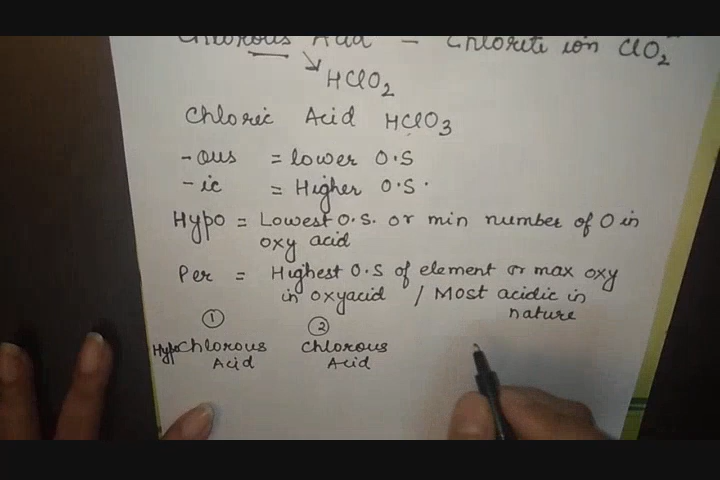 Chlorous Acid - Chlorite ion ClO2-
HClO2
Chloric Acid HClO3
-ous = lower O.S
-ic = Higher O.S.
Hypo = Lowest O.S. or min number of O in
oxy acid
Per = Highest O.S of element or max oxy
in oxyacid / Most acidic in
nature
① ②
HypoChlorous Chlorous
Acid Acid